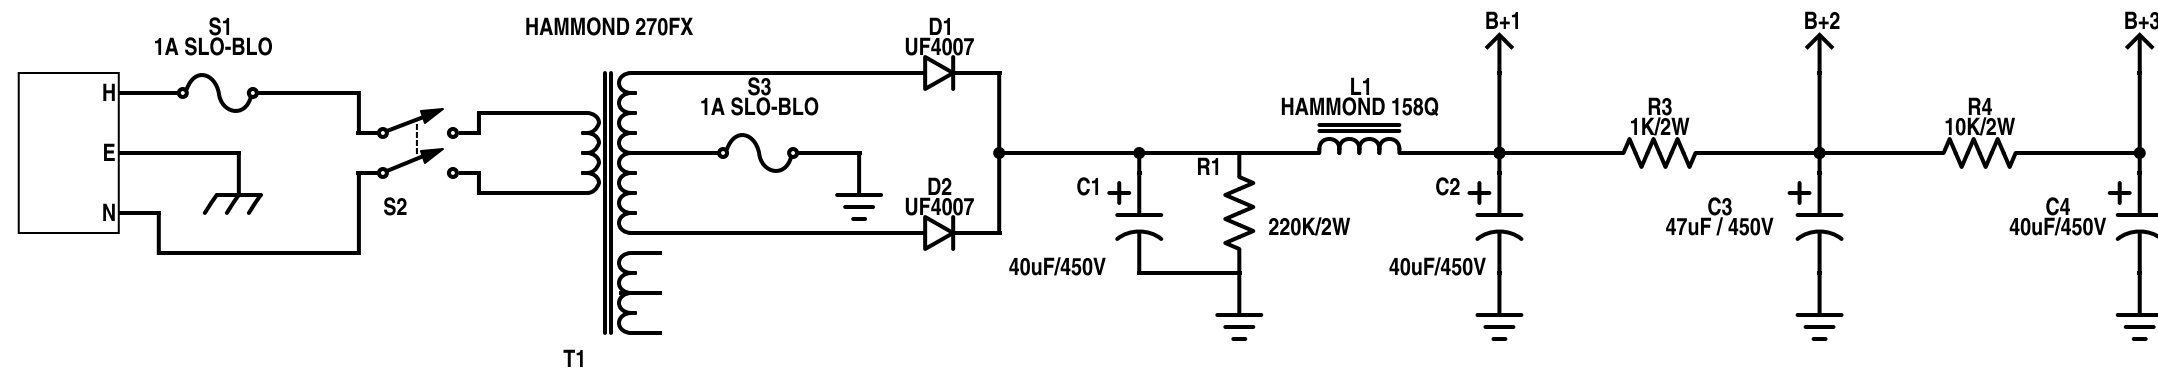 S1
1A SLO-BLO
H
E
N
S2
HAMMOND 270FX
T1
S3
1A SLO-BLO
D1
UF4007
D2
UF4007
C1
+
40uF/450V
R1
220K/2W
L1
HAMMOND 158Q
B+1
C2
+
40uF/450V
R3
1K/2W
B+2
C3
+
47uF / 450V
R4
10K/2W
B+3
C4
+
40uF/450V